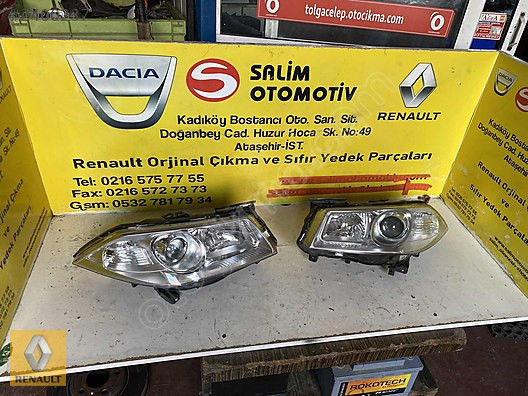 tolgacelep.otocikma.com
DACIA
S
SALİM
OTOMOTİV
RENAULT
Kadıköy Bostancı Oto. San. Sit.
Doğanbey Cad. Huzur Hoca Sk. No:49
Ataşehir-İST.
Renault Orjinal Çıkma ve Sıfır Yedek Parçaları
Tel: 0216 575 77 55
Fax: 0216 572 73 73
Gsm: 0532 781 79 34
RENAULT
ROKOTECH